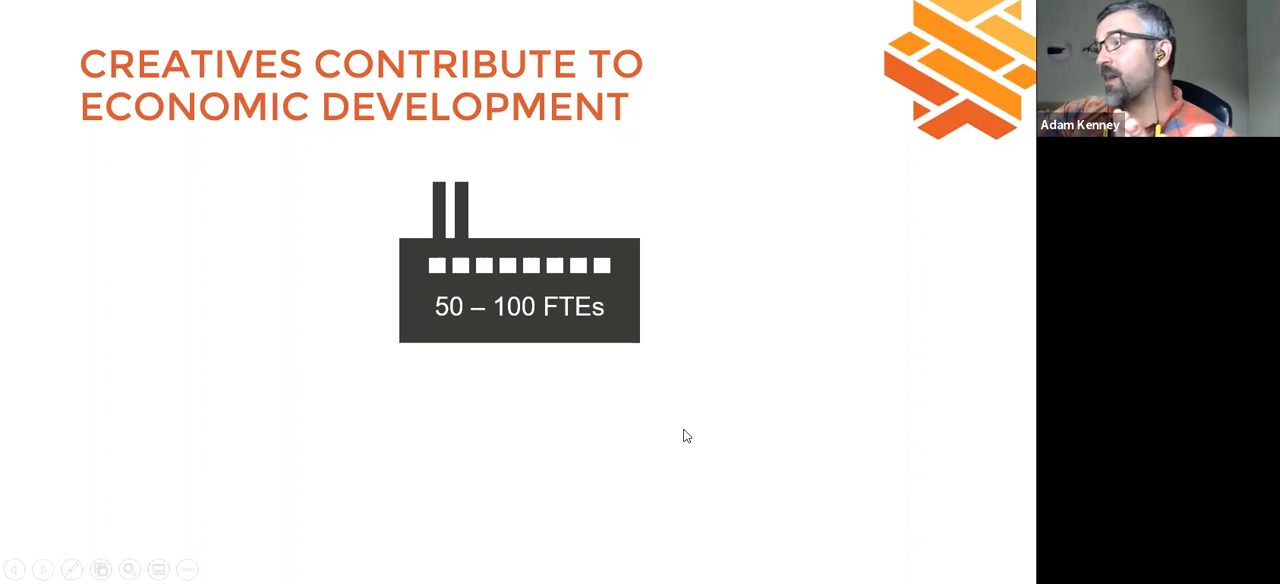 CREATIVES CONTRIBUTE TO
ECONOMIC DEVELOPMENT
50 – 100 FTEs
Adam Kenney